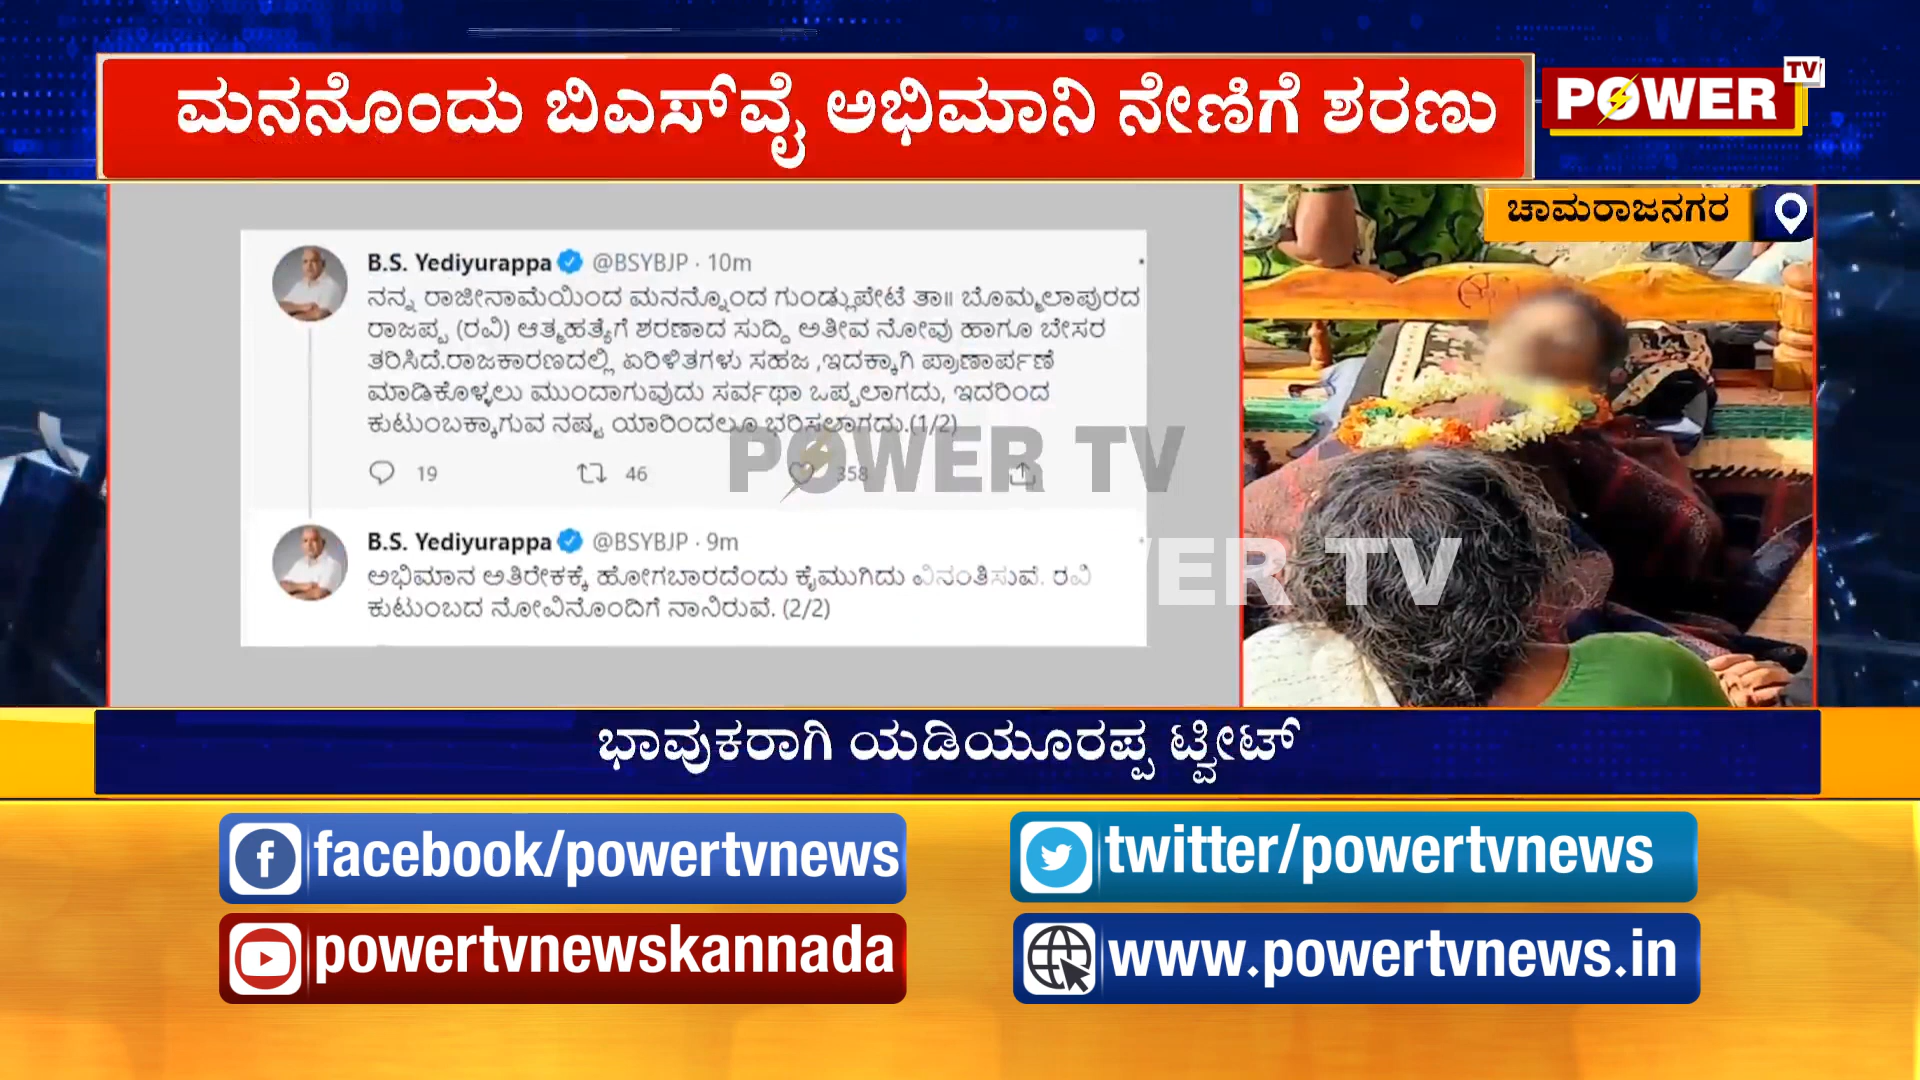 ಮನನೊಂದು ಬಿಎಸ್‌ವೈ ಅಭಿಮಾನಿ ನೇಣಿಗೆ ಶರಣು
POWER TV
ಚಾಮರಾಜನಗರ
B.S. Yediyurappa @BSYBJP · 10m
ನನ್ನ ರಾಜೀನಾಮೆಯಿಂದ ಮನನ್ನೊಂದ ಗುಂಡ್ಲುಪೇಟೆ ತಾ॥ ಬೊಮ್ಮಲಾಪುರದ
ರಾಜಪ್ಪ (ರವಿ) ಆತ್ಮಹತ್ಯೆಗೆ ಶರಣಾದ ಸುದ್ದಿ ಅತೀವ ನೋವು ಹಾಗೂ ಬೇಸರ
ತರಿಸಿದೆ.ರಾಜಕಾರಣದಲ್ಲಿ ಏರಿಳಿತಗಳು ಸಹಜ ,ಇದಕ್ಕಾಗಿ ಪ್ರಾಣಾರ್ಪಣೆ
ಮಾಡಿಕೊಳ್ಳಲು ಮುಂದಾಗುವುದು ಸರ್ವಥಾ ಒಪ್ಪಲಾಗದು, ಇದರಿಂದ
ಕುಟುಂಬಕ್ಕಾಗುವ ನಷ್ಟ ಯಾರಿಂದಲೂ ಭರಿಸಲಾಗದು.(1/2)
19 46 358
POWER TV
B.S. Yediyurappa @BSYBJP · 9m
ಅಭಿಮಾನ ಅತಿರೇಕಕ್ಕೆ ಹೋಗಬಾರದೆಂದು ಕೈಮುಗಿದು ವಿನಂತಿಸುವೆ. ರವಿ
ಕುಟುಂಬದ ನೋವಿನೊಂದಿಗೆ ನಾನಿರುವೆ. (2/2)
POWER TV
ಭಾವುಕರಾಗಿ ಯಡಿಯೂರಪ್ಪ ಟ್ವೀಟ್
facebook/powertvnews
twitter/powertvnews
powertvnewskannada
www.powertvnews.in